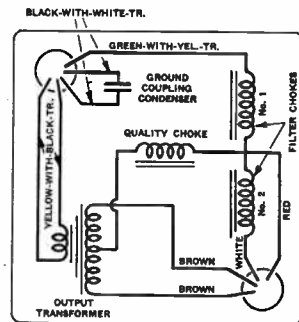 BLACK-WITH-WHITE-TR.
GREEN-WITH-YEL.-TR.
GROUND
COUPLING
CONDENSER
YELLOW-WITH-BLACK-TR.
QUALITY CHOKE
No. 1
FILTER CHOKES
No. 2
RED
WHITE
BROWN
BROWN
OUTPUT
TRANSFORMER